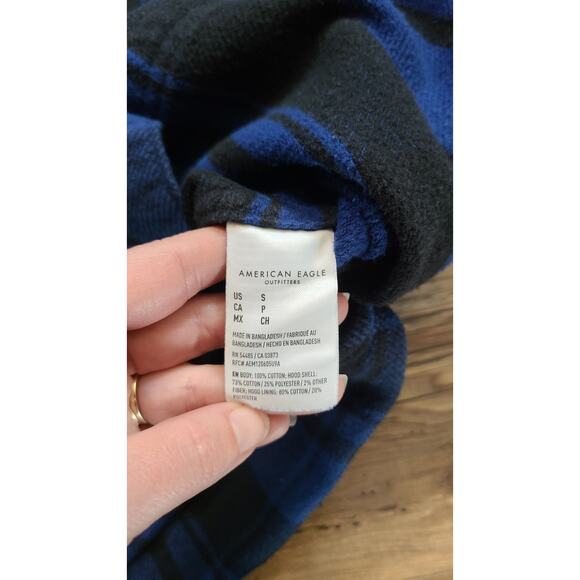 AMERICAN EAGLE
OUTFITTERS
US S
CA P
MX CH
MADE IN BANGLADESH / FABRIQUÉ AU
BANGLADESH / HECHO EN BANGLADESH.
RN 54485 / CA 03873
RFC# AEM120605U9A
EW BODY: 100% COTTON; HOOD SHELL:
73% COTTON / 25% POLYESTER / 2% OTHER
FIBER; HOOD LINING: 80% COTTON / 20%
POLYESTER